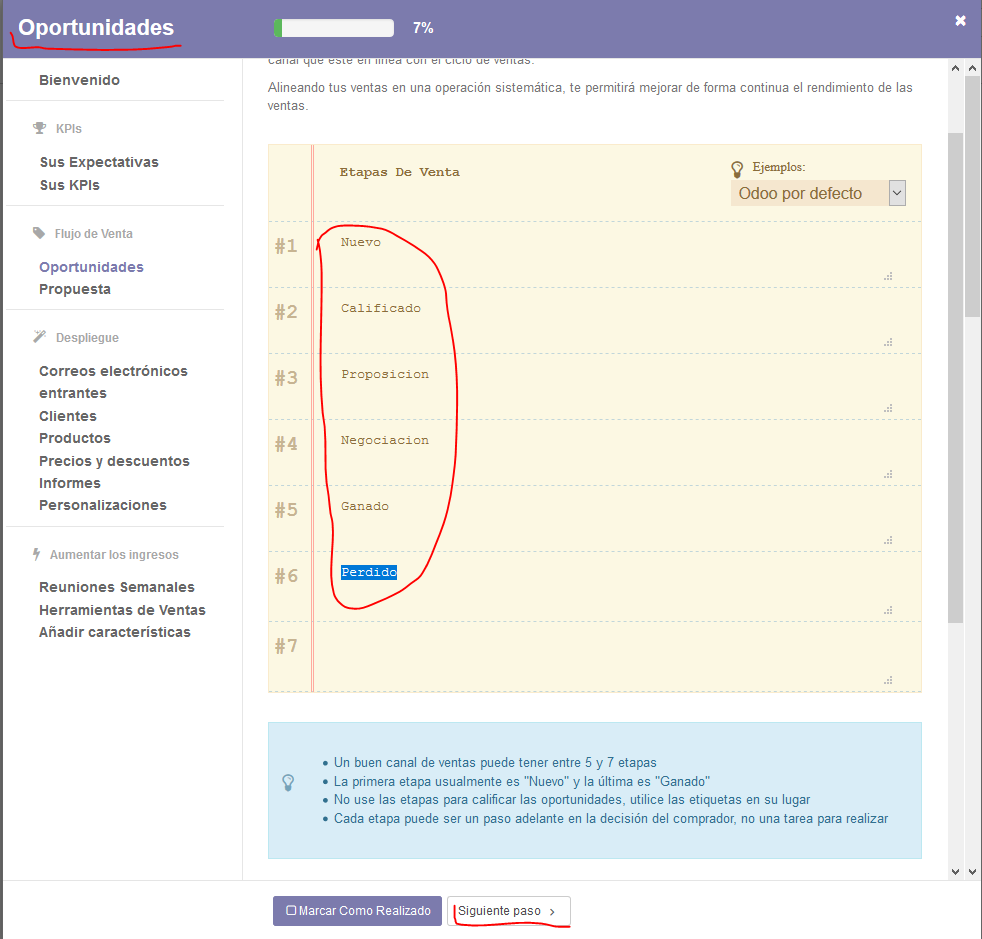 Oportunidades
7%
Bienvenido
KPIs
Sus Expectativas
Sus KPIs
Flujo de Venta
Oportunidades
Propuesta
Despliegue
Correos electrónicos
entrantes
Clientes
Productos
Precios y descuentos
Informes
Personalizaciones
Aumentar los ingresos
Reuniones Semanales
Herramientas de Ventas
Añadir características
canal que esté en línea con el ciclo de ventas.
Alineando tus ventas en una operación sistemática, te permitirá mejorar de forma continua el rendimiento de las
ventas.
Etapas De Venta
Ejemplos:
Odoo por defecto
#1 Nuevo
#2 Calificado
#3 Proposicion
#4 Negociacion
#5 Ganado
#6 Perdido
#7
Un buen canal de ventas puede tener entre 5 y 7 etapas
La primera etapa usualmente es "Nuevo" y la última es "Ganado"
No use las etapas para calificar las oportunidades, utilice las etiquetas en su lugar
Cada etapa puede ser un paso adelante en la decisión del comprador, no una tarea para realizar
Marcar Como Realizado
Siguiente paso